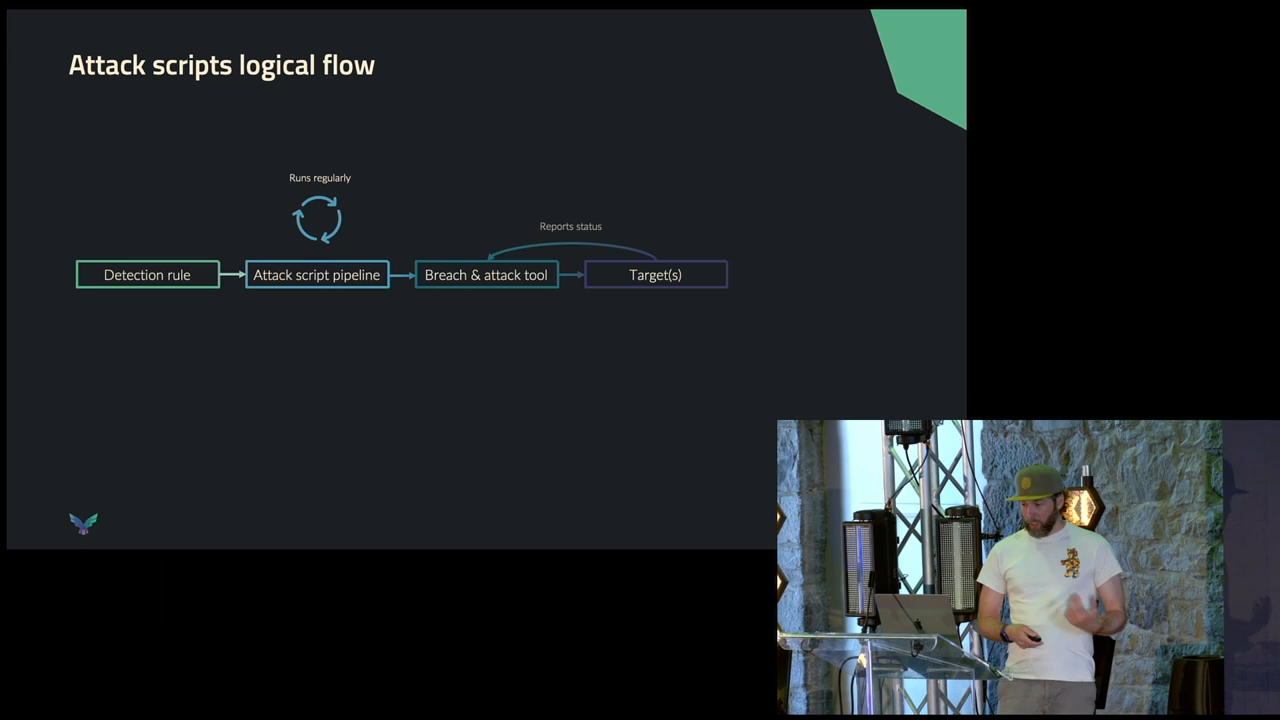 Attack scripts logical flow
Runs regularly
Reports status
Detection rule
Attack script pipeline
Breach & attack tool
Target(s)